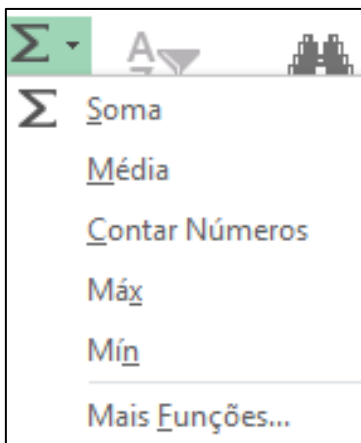 Σ
A
Z
Σ Soma
Média
Contar Números
Máx
Mín
Mais Funções...